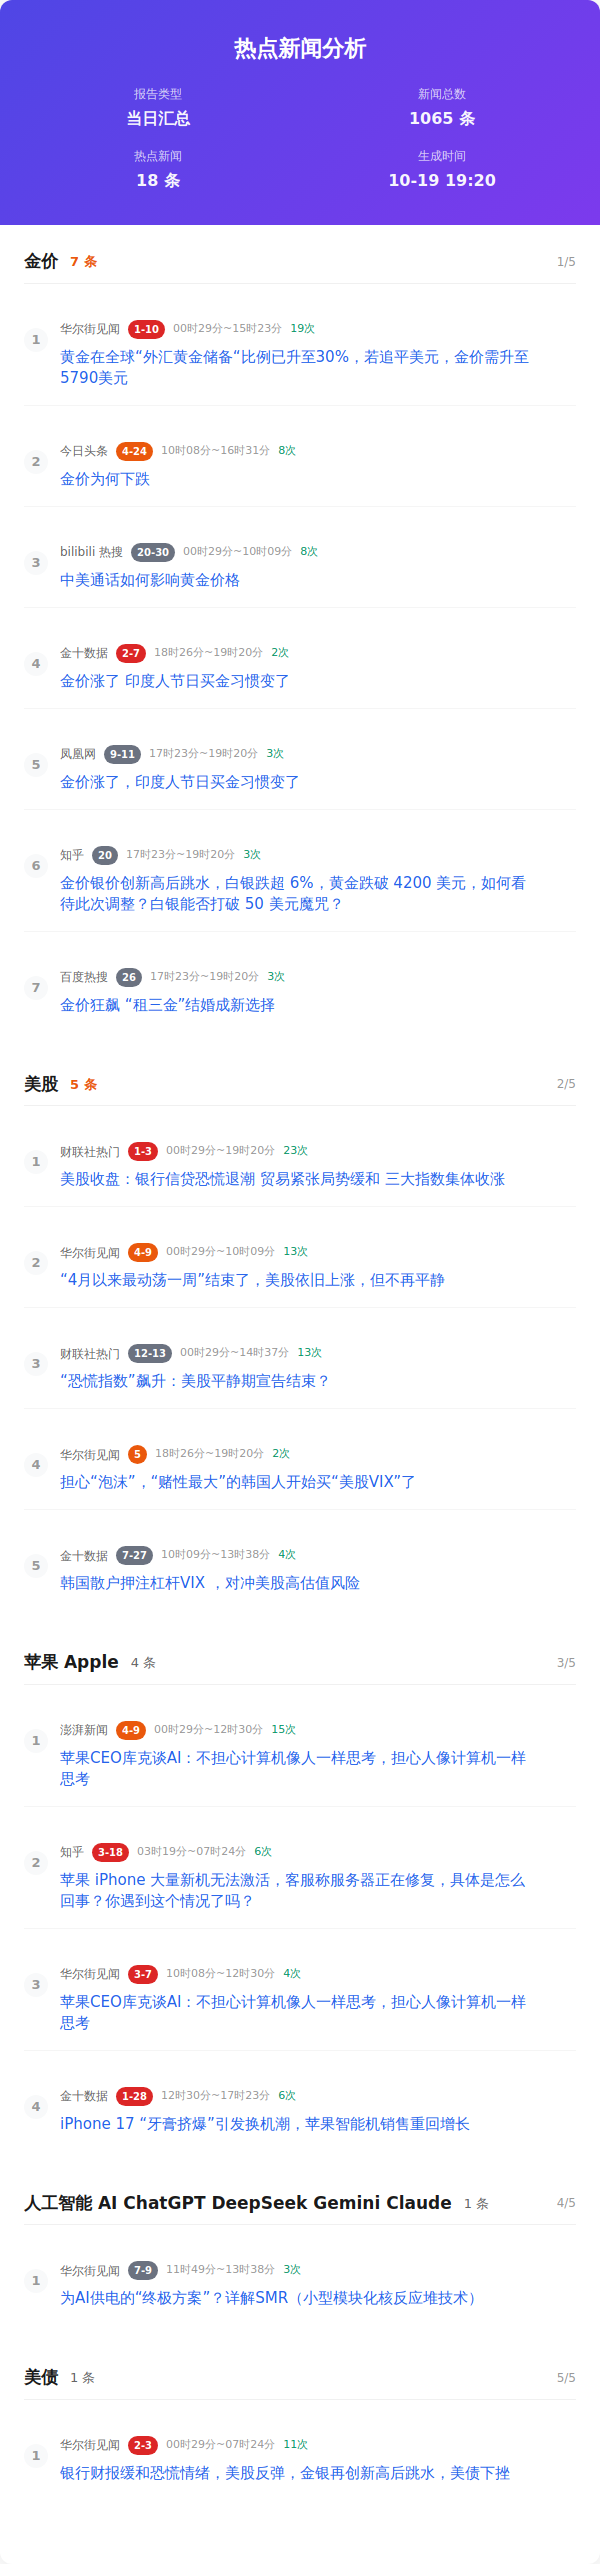 热点新闻分析
报告类型
新闻总数
当日汇总
1065 条
热点新闻
生成时间
18 条
10-19 19:20
金价 7 条 1/5
1
华尔街见闻 1-10 00时29分~15时23分 19次
黄金在全球“外汇黄金储备“比例已升至30%，若追平美元，金价需升至
5790美元
2
今日头条 4-24 10时08分~16时31分 8次
金价为何下跌
3
bilibili 热搜 20-30 00时29分~10时09分 8次
中美通话如何影响黄金价格
4
金十数据 2-7 18时26分~19时20分 2次
金价涨了 印度人节日买金习惯变了
5
凤凰网 9-11 17时23分~19时20分 3次
金价涨了，印度人节日买金习惯变了
6
知乎 20 17时23分~19时20分 3次
金价银价创新高后跳水，白银跌超 6%，黄金跌破 4200 美元，如何看
待此次调整？白银能否打破 50 美元魔咒？
7
百度热搜 26 17时23分~19时20分 3次
金价狂飙 “租三金”结婚成新选择
美股 5 条 2/5
1
财联社热门 1-3 00时29分~19时20分 23次
美股收盘：银行信贷恐慌退潮 贸易紧张局势缓和 三大指数集体收涨
2
华尔街见闻 4-9 00时29分~10时09分 13次
“4月以来最动荡一周”结束了，美股依旧上涨，但不再平静
3
财联社热门 12-13 00时29分~14时37分 13次
“恐慌指数”飙升：美股平静期宣告结束？
4
华尔街见闻 5 18时26分~19时20分 2次
担心“泡沫”，“赌性最大”的韩国人开始买“美股VIX”了
5
金十数据 7-27 10时09分~13时38分 4次
韩国散户押注杠杆VIX ，对冲美股高估值风险
苹果 Apple 4 条 3/5
1
澎湃新闻 4-9 00时29分~12时30分 15次
苹果CEO库克谈AI：不担心计算机像人一样思考，担心人像计算机一样
思考
2
知乎 3-18 03时19分~07时24分 6次
苹果 iPhone 大量新机无法激活，客服称服务器正在修复，具体是怎么
回事？你遇到这个情况了吗？
3
华尔街见闻 3-7 10时08分~12时30分 4次
苹果CEO库克谈AI：不担心计算机像人一样思考，担心人像计算机一样
思考
4
金十数据 1-28 12时30分~17时23分 6次
iPhone 17 “牙膏挤爆”引发换机潮，苹果智能机销售重回增长
人工智能 AI ChatGPT DeepSeek Gemini Claude 1 条 4/5
1
华尔街见闻 7-9 11时49分~13时38分 3次
为AI供电的“终极方案”？详解SMR（小型模块化核反应堆技术）
美债 1 条 5/5
1
华尔街见闻 2-3 00时29分~07时24分 11次
银行财报缓和恐慌情绪，美股反弹，金银再创新高后跳水，美债下挫